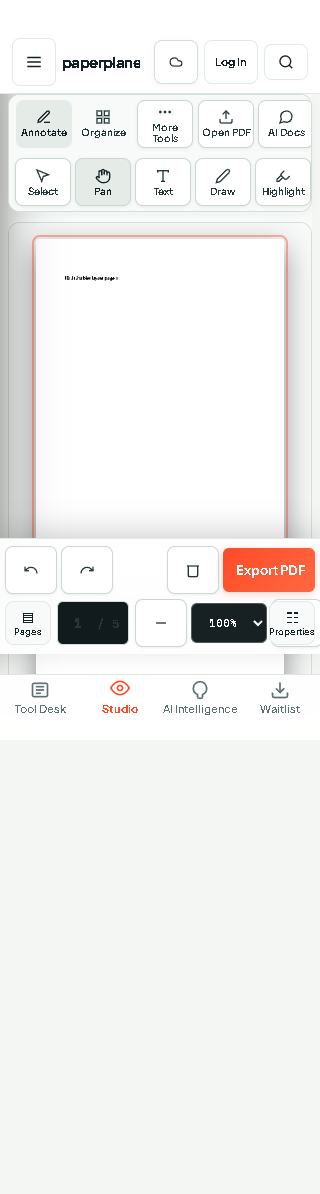 paperplane
Log In
Annotate
Organize
More Tools
Open PDF
AI Docs
Select
Pan
Text
Draw
Highlight
Export PDF
Pages
1 / 5
100%
Properties
Tool Desk
Studio
AI Intelligence
Waitlist